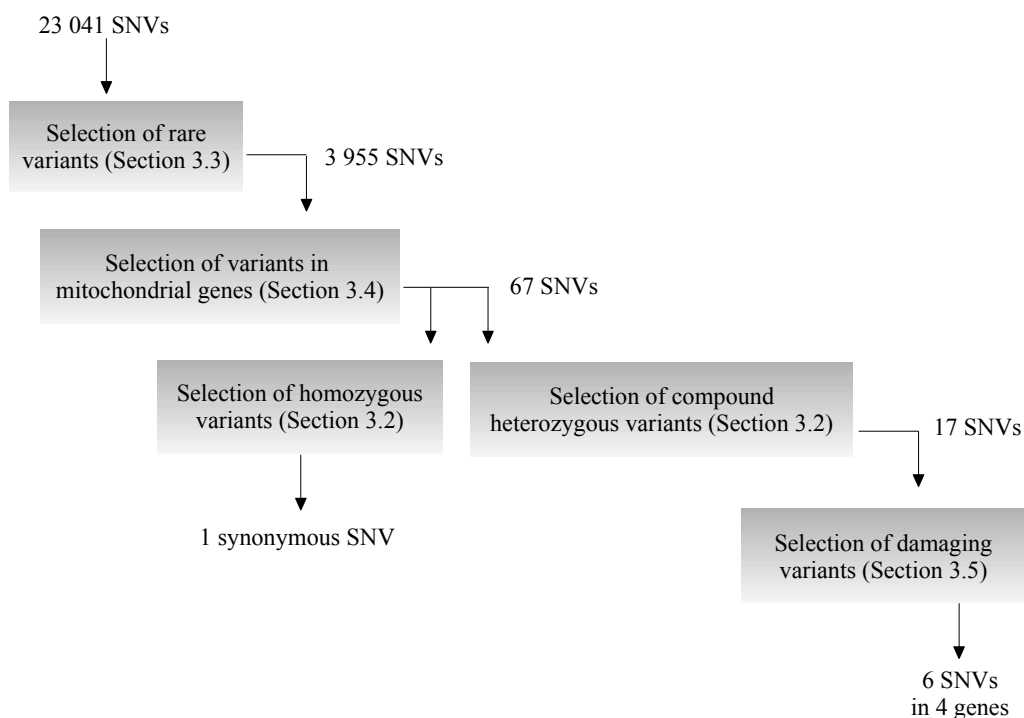 23 041 SNVs
Selection of rare
variants (Section 3.3)
3 955 SNVs
Selection of variants in
mitochondrial genes (Section 3.4)
67 SNVs
Selection of homozygous
variants (Section 3.2)
Selection of compound
heterozygous variants (Section 3.2)
17 SNVs
1 synonymous SNV
Selection of damaging
variants (Section 3.5)
6 SNVs
in 4 genes